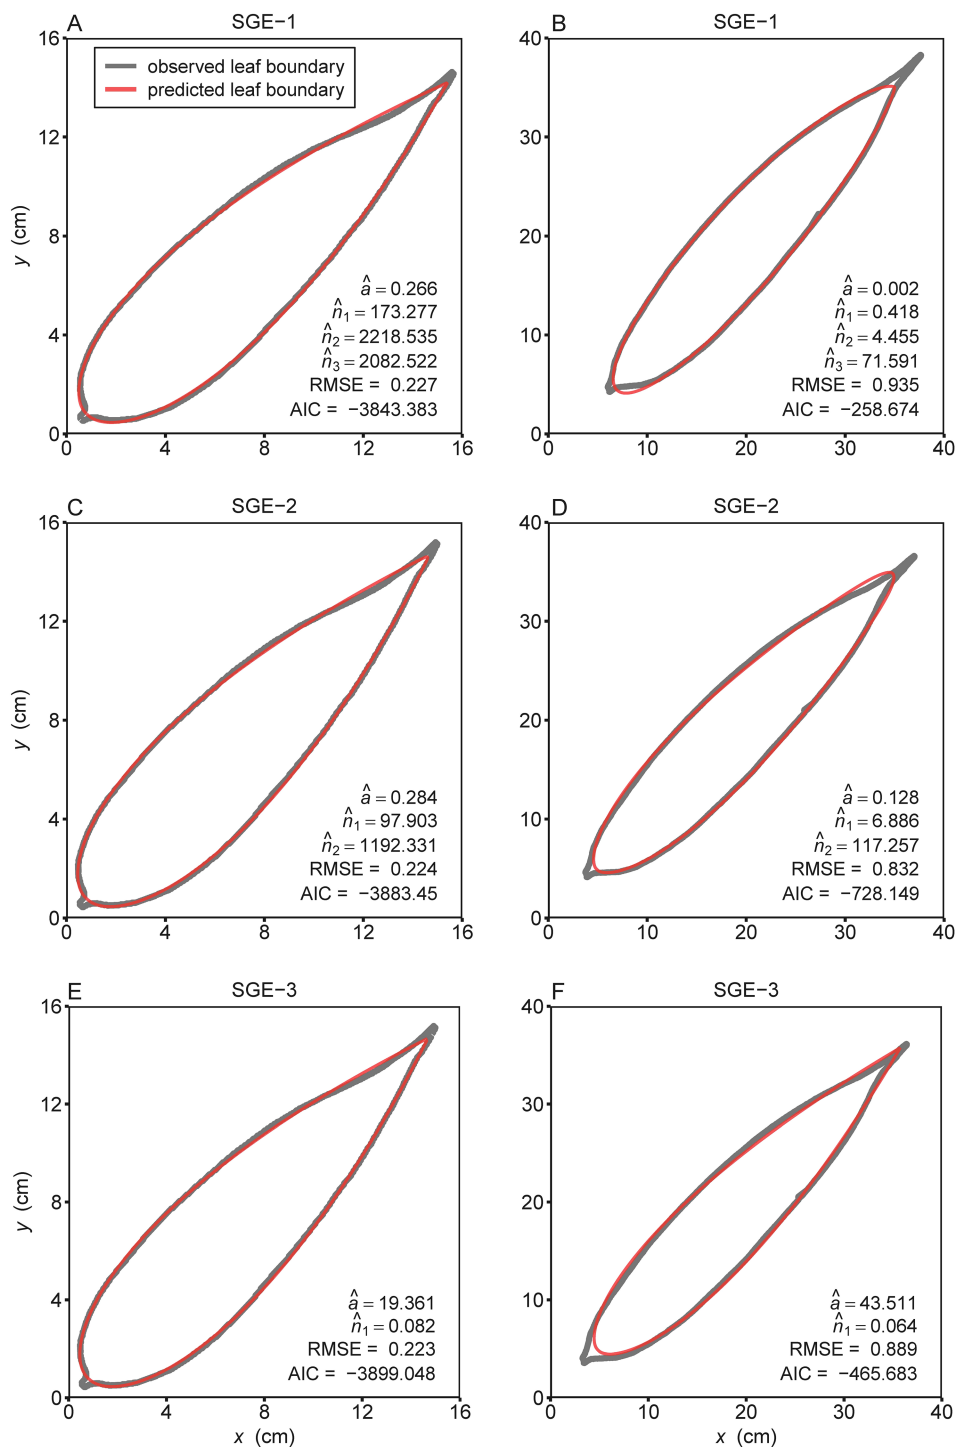 A SGE−1
16
12
8
4
0
y (cm)
observed leaf boundary
predicted leaf boundary
â = 0.266
n̂1 = 173.277
n̂2 = 2218.535
n̂3 = 2082.522
RMSE = 0.227
AIC = −3843.383
0 4 8 12 16
B SGE−1
40
30
20
10
0
â = 0.002
n̂1 = 0.418
n̂2 = 4.455
n̂3 = 71.591
RMSE = 0.935
AIC = −258.674
0 10 20 30 40
C SGE−2
16
12
8
4
0
y (cm)
â = 0.284
n̂1 = 97.903
n̂2 = 1192.331
RMSE = 0.224
AIC = −3883.45
0 4 8 12 16
D SGE−2
40
30
20
10
0
â = 0.128
n̂1 = 6.886
n̂2 = 117.257
RMSE = 0.832
AIC = −728.149
0 10 20 30 40
E SGE−3
16
12
8
4
0
y (cm)
â = 19.361
n̂1 = 0.082
RMSE = 0.223
AIC = −3899.048
0 4 8 12 16
x (cm)
F SGE−3
40
30
20
10
0
â = 43.511
n̂1 = 0.064
RMSE = 0.889
AIC = −465.683
0 10 20 30 40
x (cm)